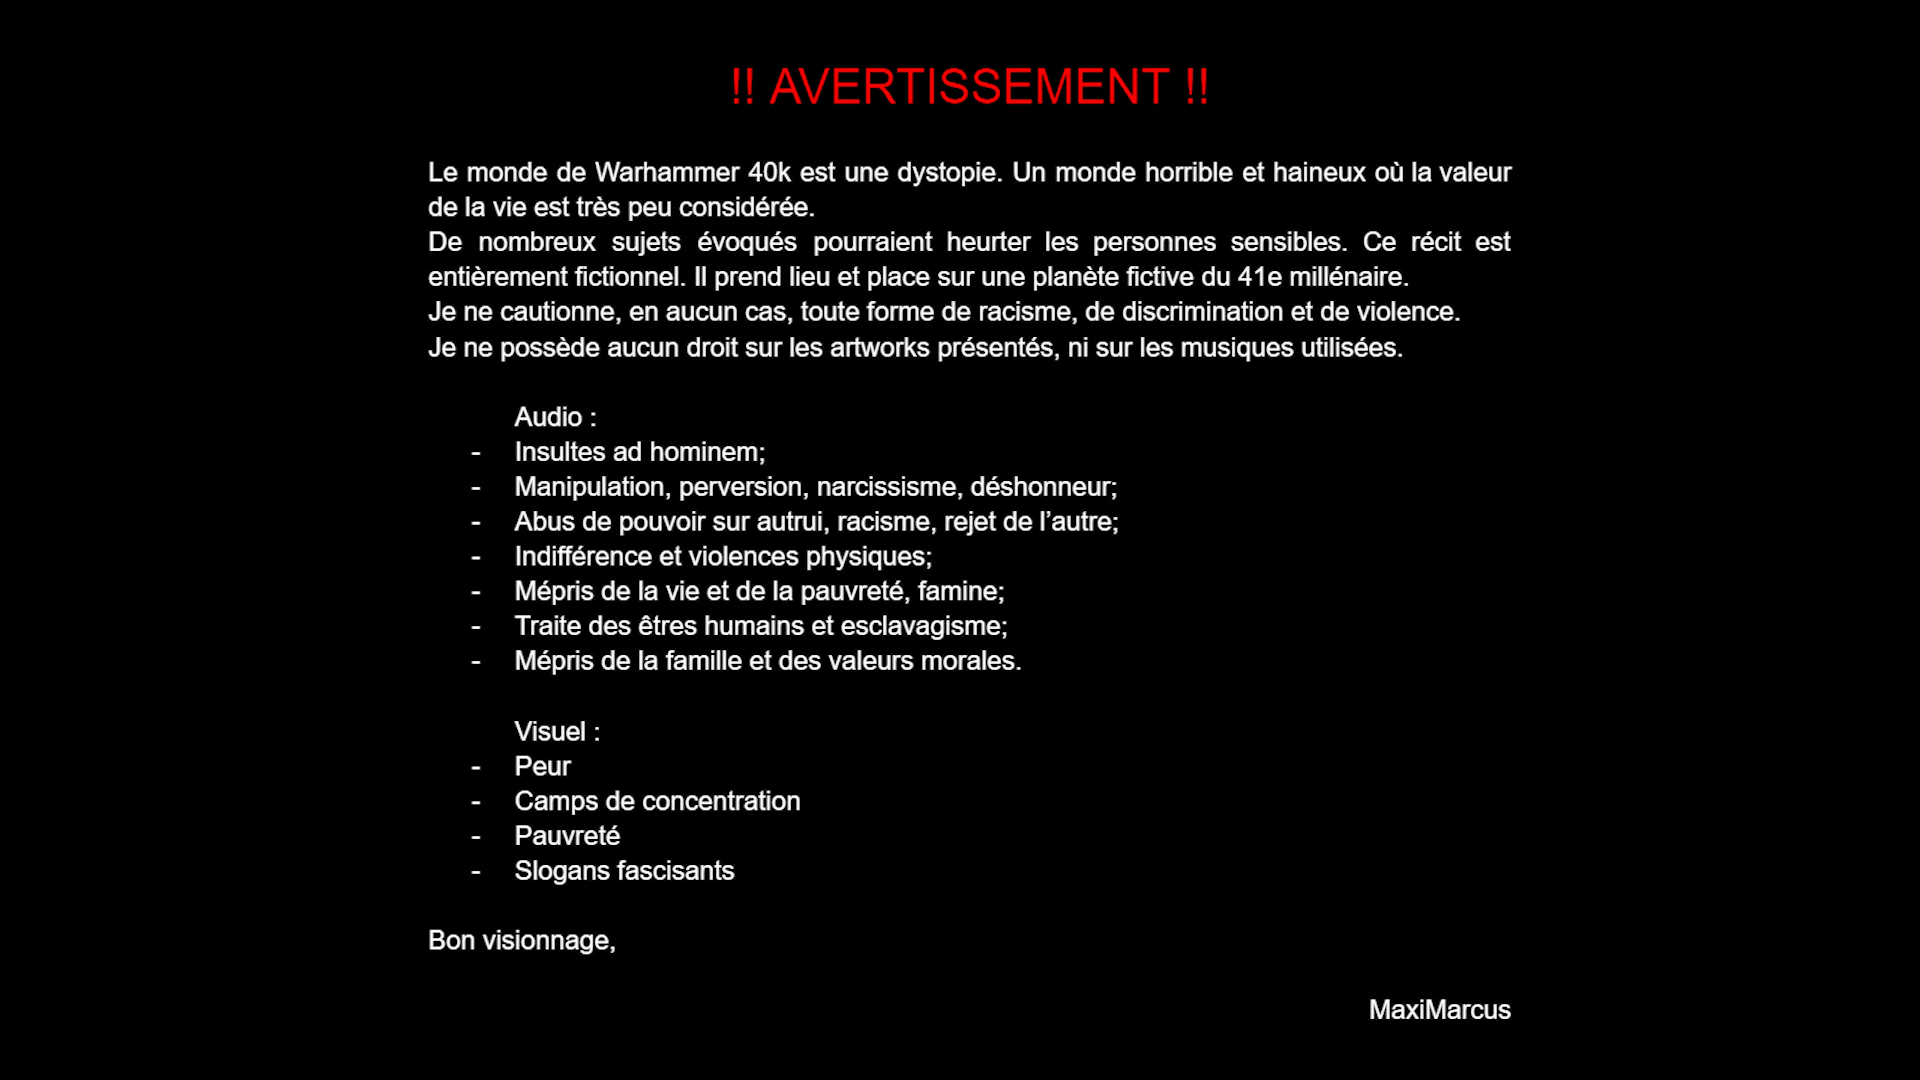 !! AVERTISSEMENT !!
Le monde de Warhammer 40k est une dystopie. Un monde horrible et haineux où la valeur
de la vie est très peu considérée.
De nombreux sujets évoqués pourraient heurter les personnes sensibles. Ce récit est
entièrement fictionnel. Il prend lieu et place sur une planète fictive du 41e millénaire.
Je ne cautionne, en aucun cas, toute forme de racisme, de discrimination et de violence.
Je ne possède aucun droit sur les artworks présentés, ni sur les musiques utilisées.
Audio :
- Insultes ad hominem;
- Manipulation, perversion, narcissisme, déshonneur;
- Abus de pouvoir sur autrui, racisme, rejet de l’autre;
- Indifférence et violences physiques;
- Mépris de la vie et de la pauvreté, famine;
- Traite des êtres humains et esclavagisme;
- Mépris de la famille et des valeurs morales.
Visuel :
- Peur
- Camps de concentration
- Pauvreté
- Slogans fascisants
Bon visionnage,
MaxiMarcus